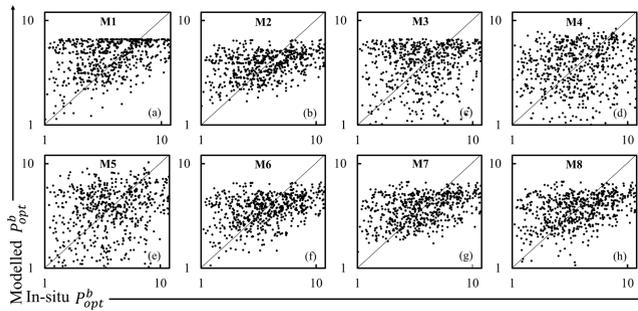 M1 M2 M3 M4
10 10 10 10
(a) (b) (c) (d)
1 1 1 1
1 10 1 10 1 10 1 10
M5 M6 M7 M8
10 10 10 10
(e) (f) (g) (h)
1 1 1 1
1 10 1 10 1 10 1 10
Modelled P^b_opt
In-situ P^b_opt